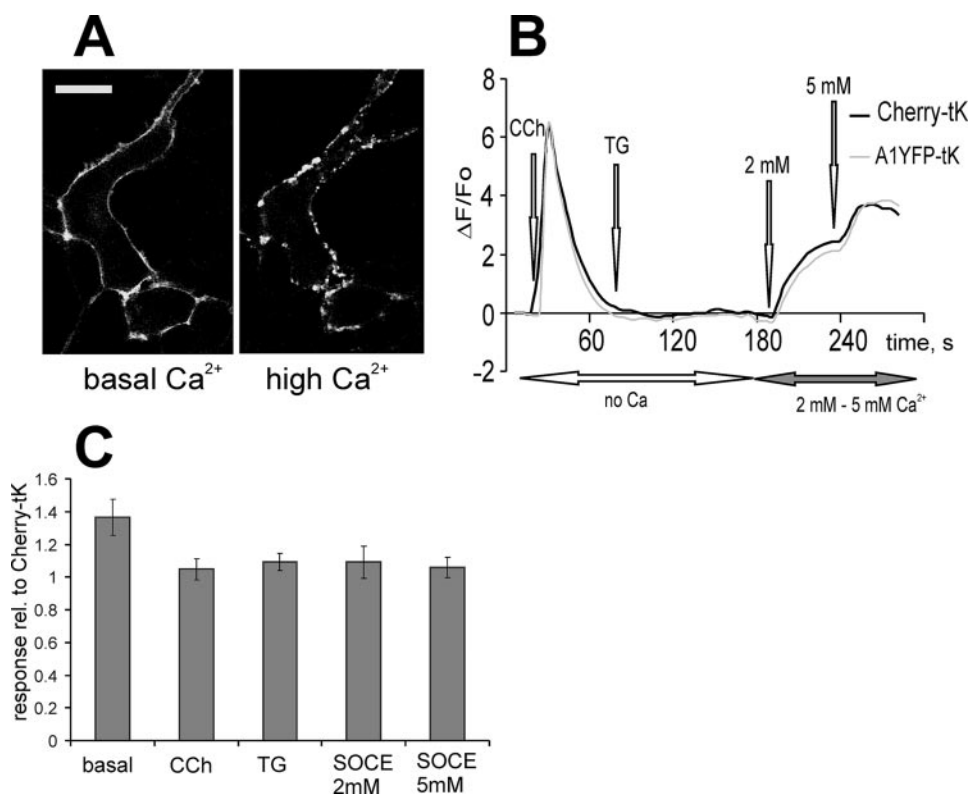 A
basal Ca²⁺
high Ca²⁺
B
8
6
4
2
0
-2
ΔF/Fo
CCh
TG
2 mM
5 mM
Cherry-tK
A1YFP-tK
60
120
180
240
time, s
no Ca
2 mM - 5 mM Ca²⁺
C
response rel. to Cherry-tK
1.6
1.4
1.2
1
0.8
0.6
0.4
0.2
0
basal
CCh
TG
SOCE
2mM
SOCE
5mM